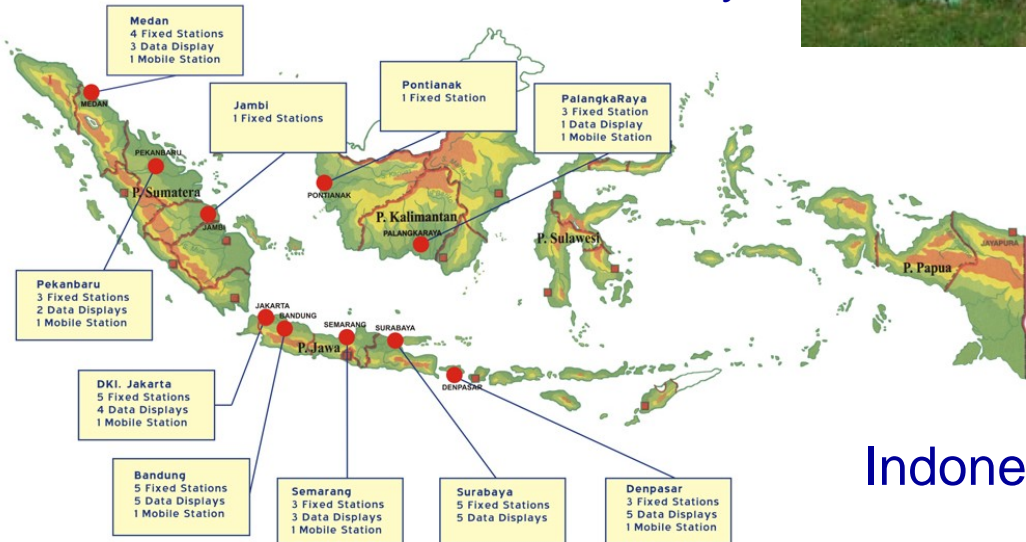 Medan
4 Fixed Stations
3 Data Display
1 Mobile Station
Jambi
1 Fixed Stations
Pontianak
1 Fixed Station
PalangkaRaya
3 Fixed Station
1 Data Display
1 Mobile Station
MEDAN
PEKANBARU
P. Sumatera
JAMBI
PONTIANAK
P. Kalimantan
PALANGKARAYA
P. Sulawesi
JAYAPURA
P. Papua
Pekanbaru
3 Fixed Stations
2 Data Displays
1 Mobile Station
JAKARTA
BANDUNG
SEMARANG
SURABAYA
P. Jawa
DENPASAR
DKI. Jakarta
5 Fixed Stations
4 Data Displays
1 Mobile Station
Bandung
5 Fixed Stations
5 Data Displays
1 Mobile Station
Semarang
3 Fixed Stations
3 Data Displays
1 Mobile Station
Surabaya
5 Fixed Stations
5 Data Displays
Denpasar
3 Fixed Stations
5 Data Displays
1 Mobile Station
Indone